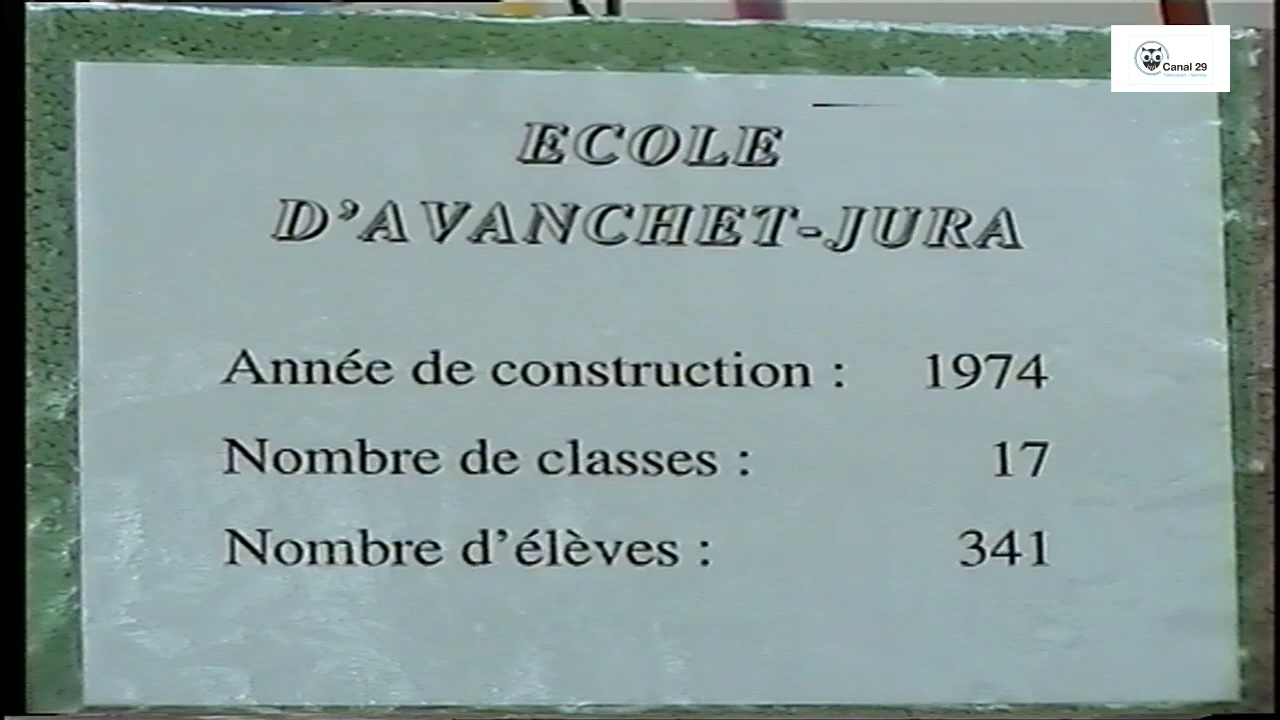 Canal 29
ECOLE
D'AVANCHET-JURA
Année de construction : 1974
Nombre de classes : 17
Nombre d'élèves : 341